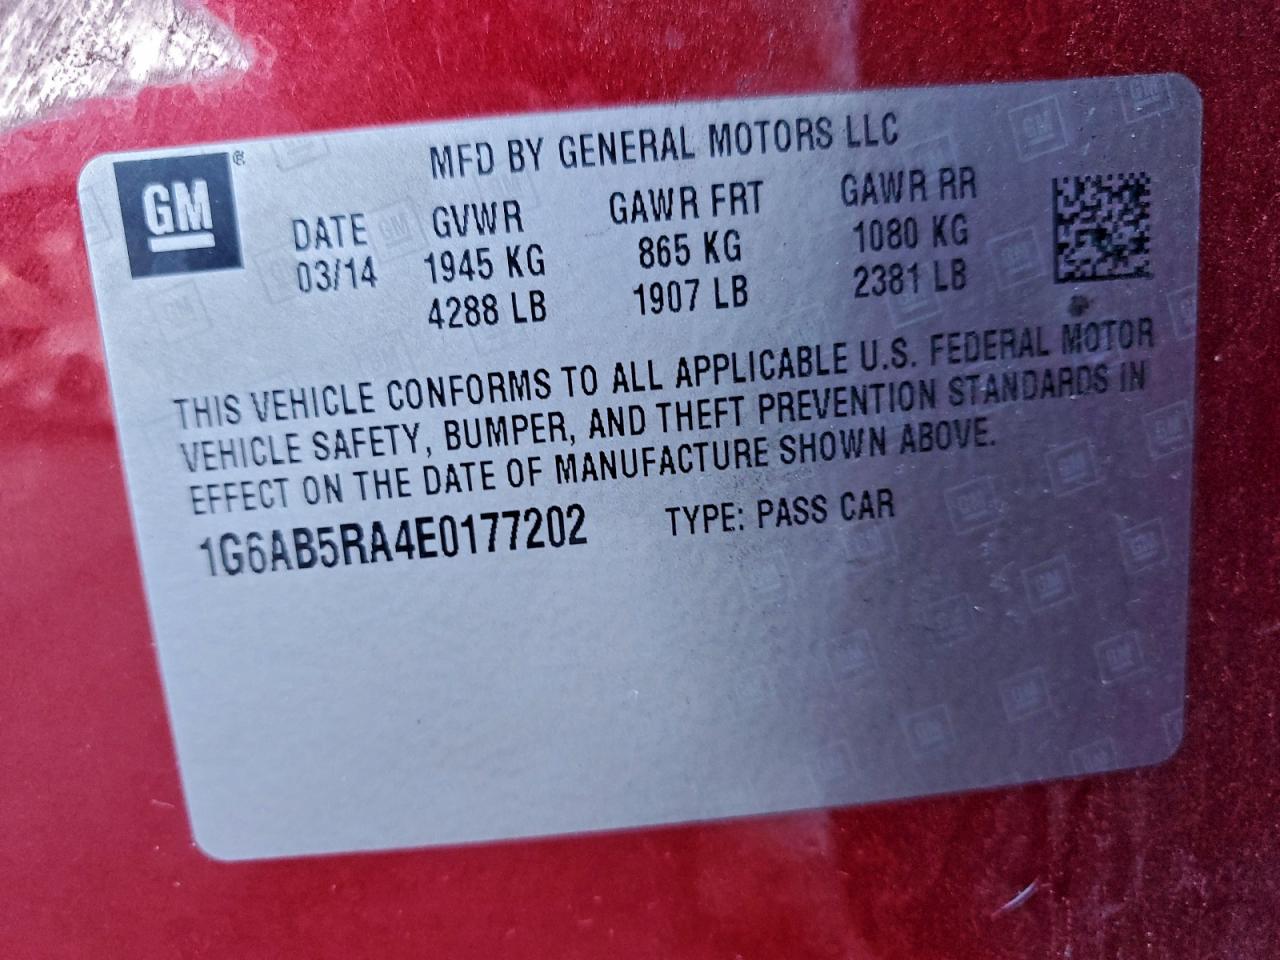 MFD BY GENERAL MOTORS LLC
GM®
DATE GVWR GAWR FRT GAWR RR
03/14 1945 KG 865 KG 1080 KG
4288 LB 1907 LB 2381 LB
THIS VEHICLE CONFORMS TO ALL APPLICABLE U.S. FEDERAL MOTOR
VEHICLE SAFETY, BUMPER, AND THEFT PREVENTION STANDARDS IN
EFFECT ON THE DATE OF MANUFACTURE SHOWN ABOVE.
1G6AB5RA4E0177202 TYPE: PASS CAR